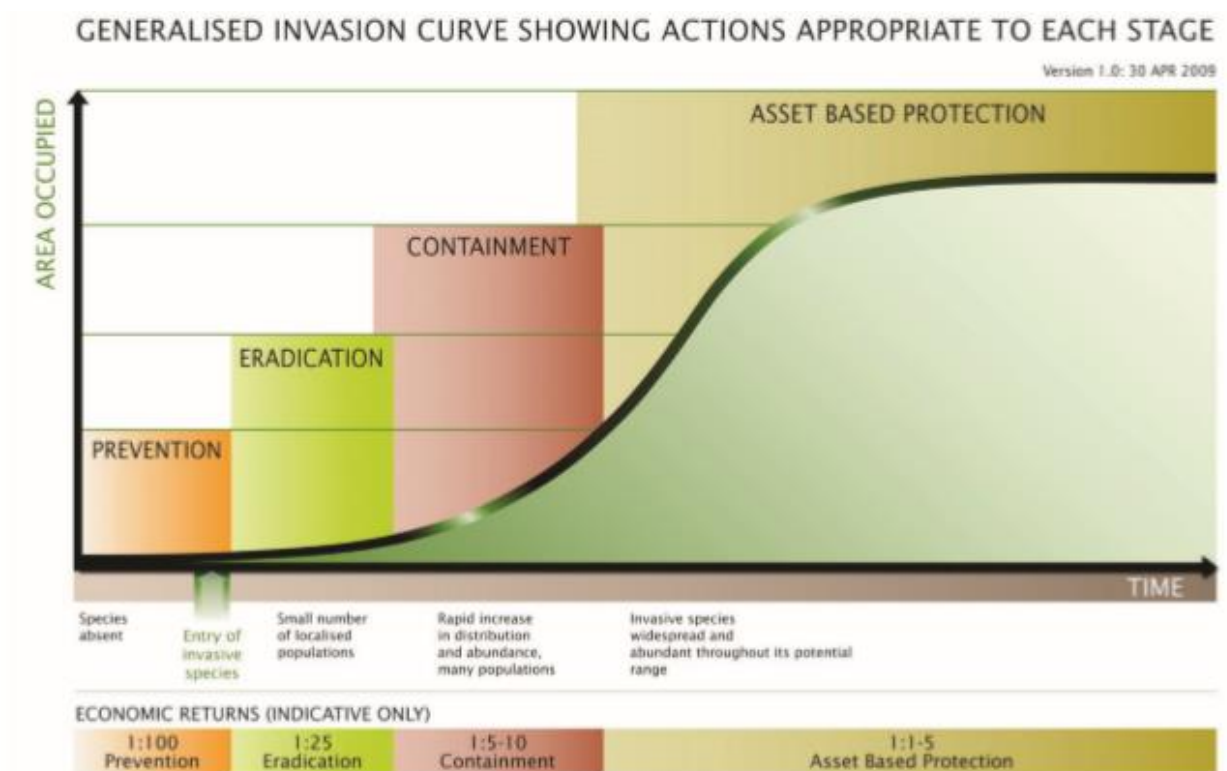 GENERALISED INVASION CURVE SHOWING ACTIONS APPROPRIATE TO EACH STAGE
Version 1.0: 30 APR 2009
AREA OCCUPIED
ASSET BASED PROTECTION
CONTAINMENT
ERADICATION
PREVENTION
TIME
Species
absent
Entry of
invasive
species
Small number
of localised
populations
Rapid increase
in distribution
and abundance,
many populations
Invasive species
widespread and
abundant throughout its potential
range
ECONOMIC RETURNS (INDICATIVE ONLY)
1:100
Prevention
1:25
Eradication
1:5-10
Containment
1:1-5
Asset Based Protection